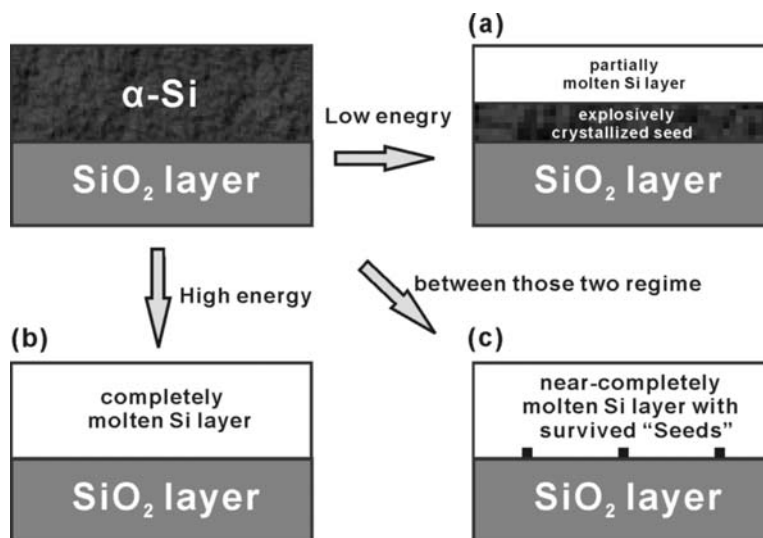 (a)
α-Si
SiO₂ layer
Low enegry
partially
molten Si layer
explosively
crystallized seed
SiO₂ layer
High energy
between those two regime
(b)
completely
molten Si layer
SiO₂ layer
(c)
near-completely
molten Si layer with
survived “Seeds”
SiO₂ layer